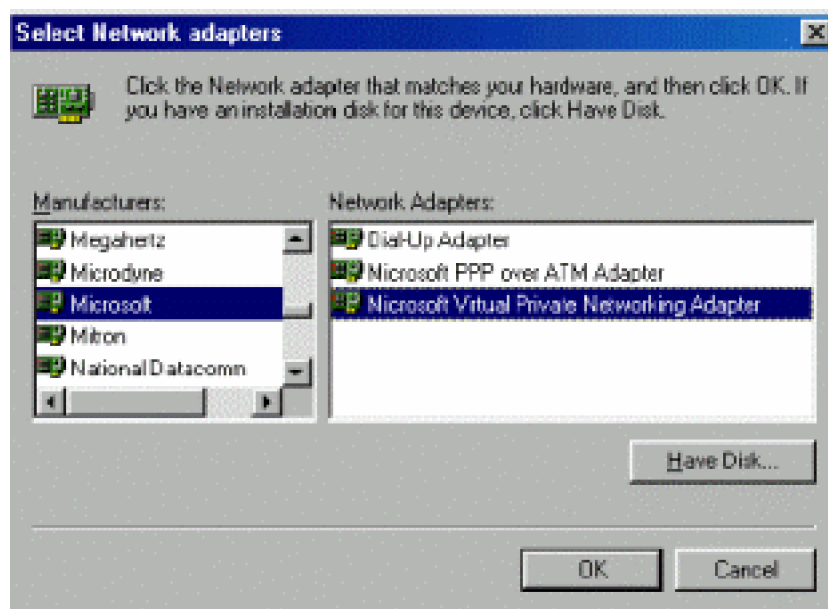 Select Network adapters
Click the Network adapter that matches your hardware, and then click OK. If
you have an installation disk for this device, click Have Disk.
Manufacturers:
Megahertz
Microdyne
Microsoft
Mitron
National Datacomm
Network Adapters:
Dial-Up Adapter
Microsoft PPP over ATM Adapter
Microsoft Virtual Private Networking Adapter
Have Disk...
OK
Cancel